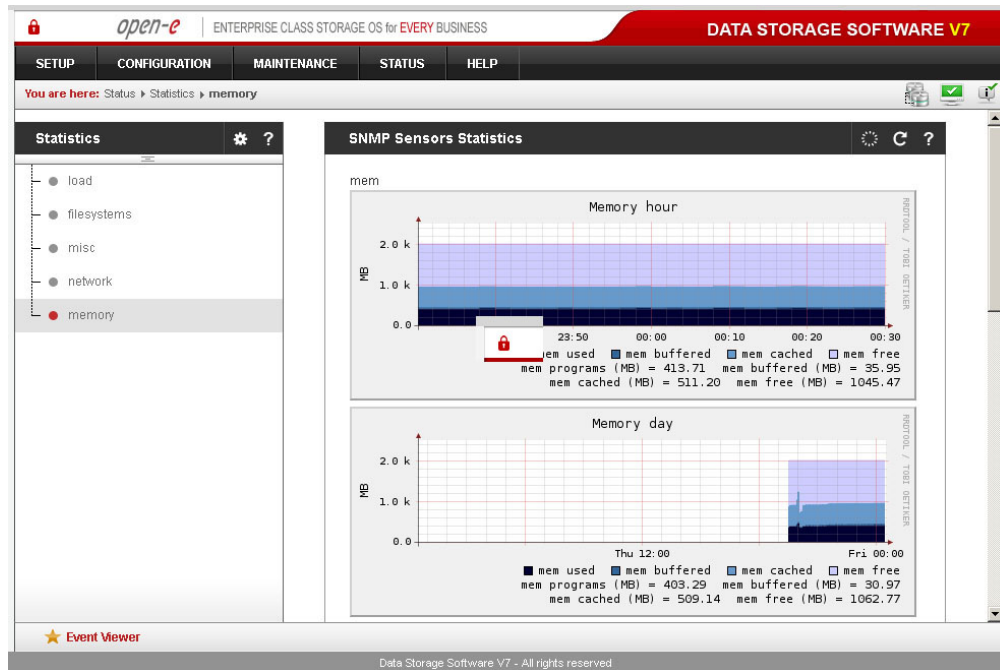 open-e ENTERPRISE CLASS STORAGE OS for EVERY BUSINESS DATA STORAGE SOFTWARE V7
SETUP CONFIGURATION MAINTENANCE STATUS HELP
You are here: Status Statistics memory
Statistics ?
load
filesystems
misc
network
memory
SNMP Sensors Statistics ?
mem
Memory hour
RRDTOOL / TOBI OETIKER
MB
2.0 k
1.0 k
0.0
23:50 00:00 00:10 00:20 00:30
mem used mem buffered mem cached mem free
mem programs (MB) = 413.71 mem buffered (MB) = 35.95
mem cached (MB) = 511.20 mem free (MB) = 1045.47
Memory day
RRDTOOL / TOBI OETIKER
MB
2.0 k
1.0 k
0.0
Thu 12:00 Fri 00:00
mem used mem buffered mem cached mem free
mem programs (MB) = 403.29 mem buffered (MB) = 30.97
mem cached (MB) = 509.14 mem free (MB) = 1062.77
Event Viewer
Data Storage Software V7 - All rights reserved